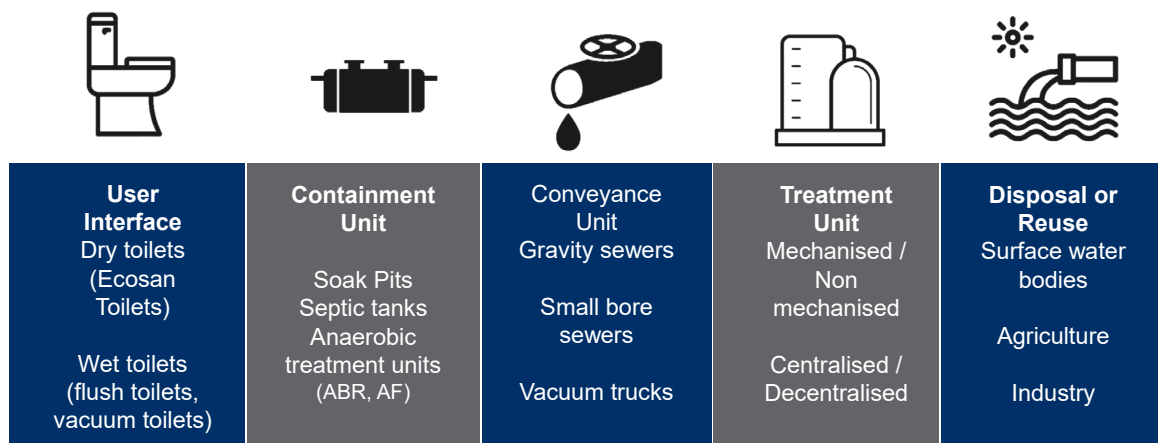 User
Interface
Dry toilets
(Ecosan
Toilets)
Wet toilets
(flush toilets,
vacuum toilets)
Containment
Unit
Soak Pits
Septic tanks
Anaerobic
treatment units
(ABR, AF)
Conveyance
Unit
Gravity sewers
Small bore
sewers
Vacuum trucks
Treatment
Unit
Mechanised /
Non
mechanised
Centralised /
Decentralised
Disposal or
Reuse
Surface water
bodies
Agriculture
Industry